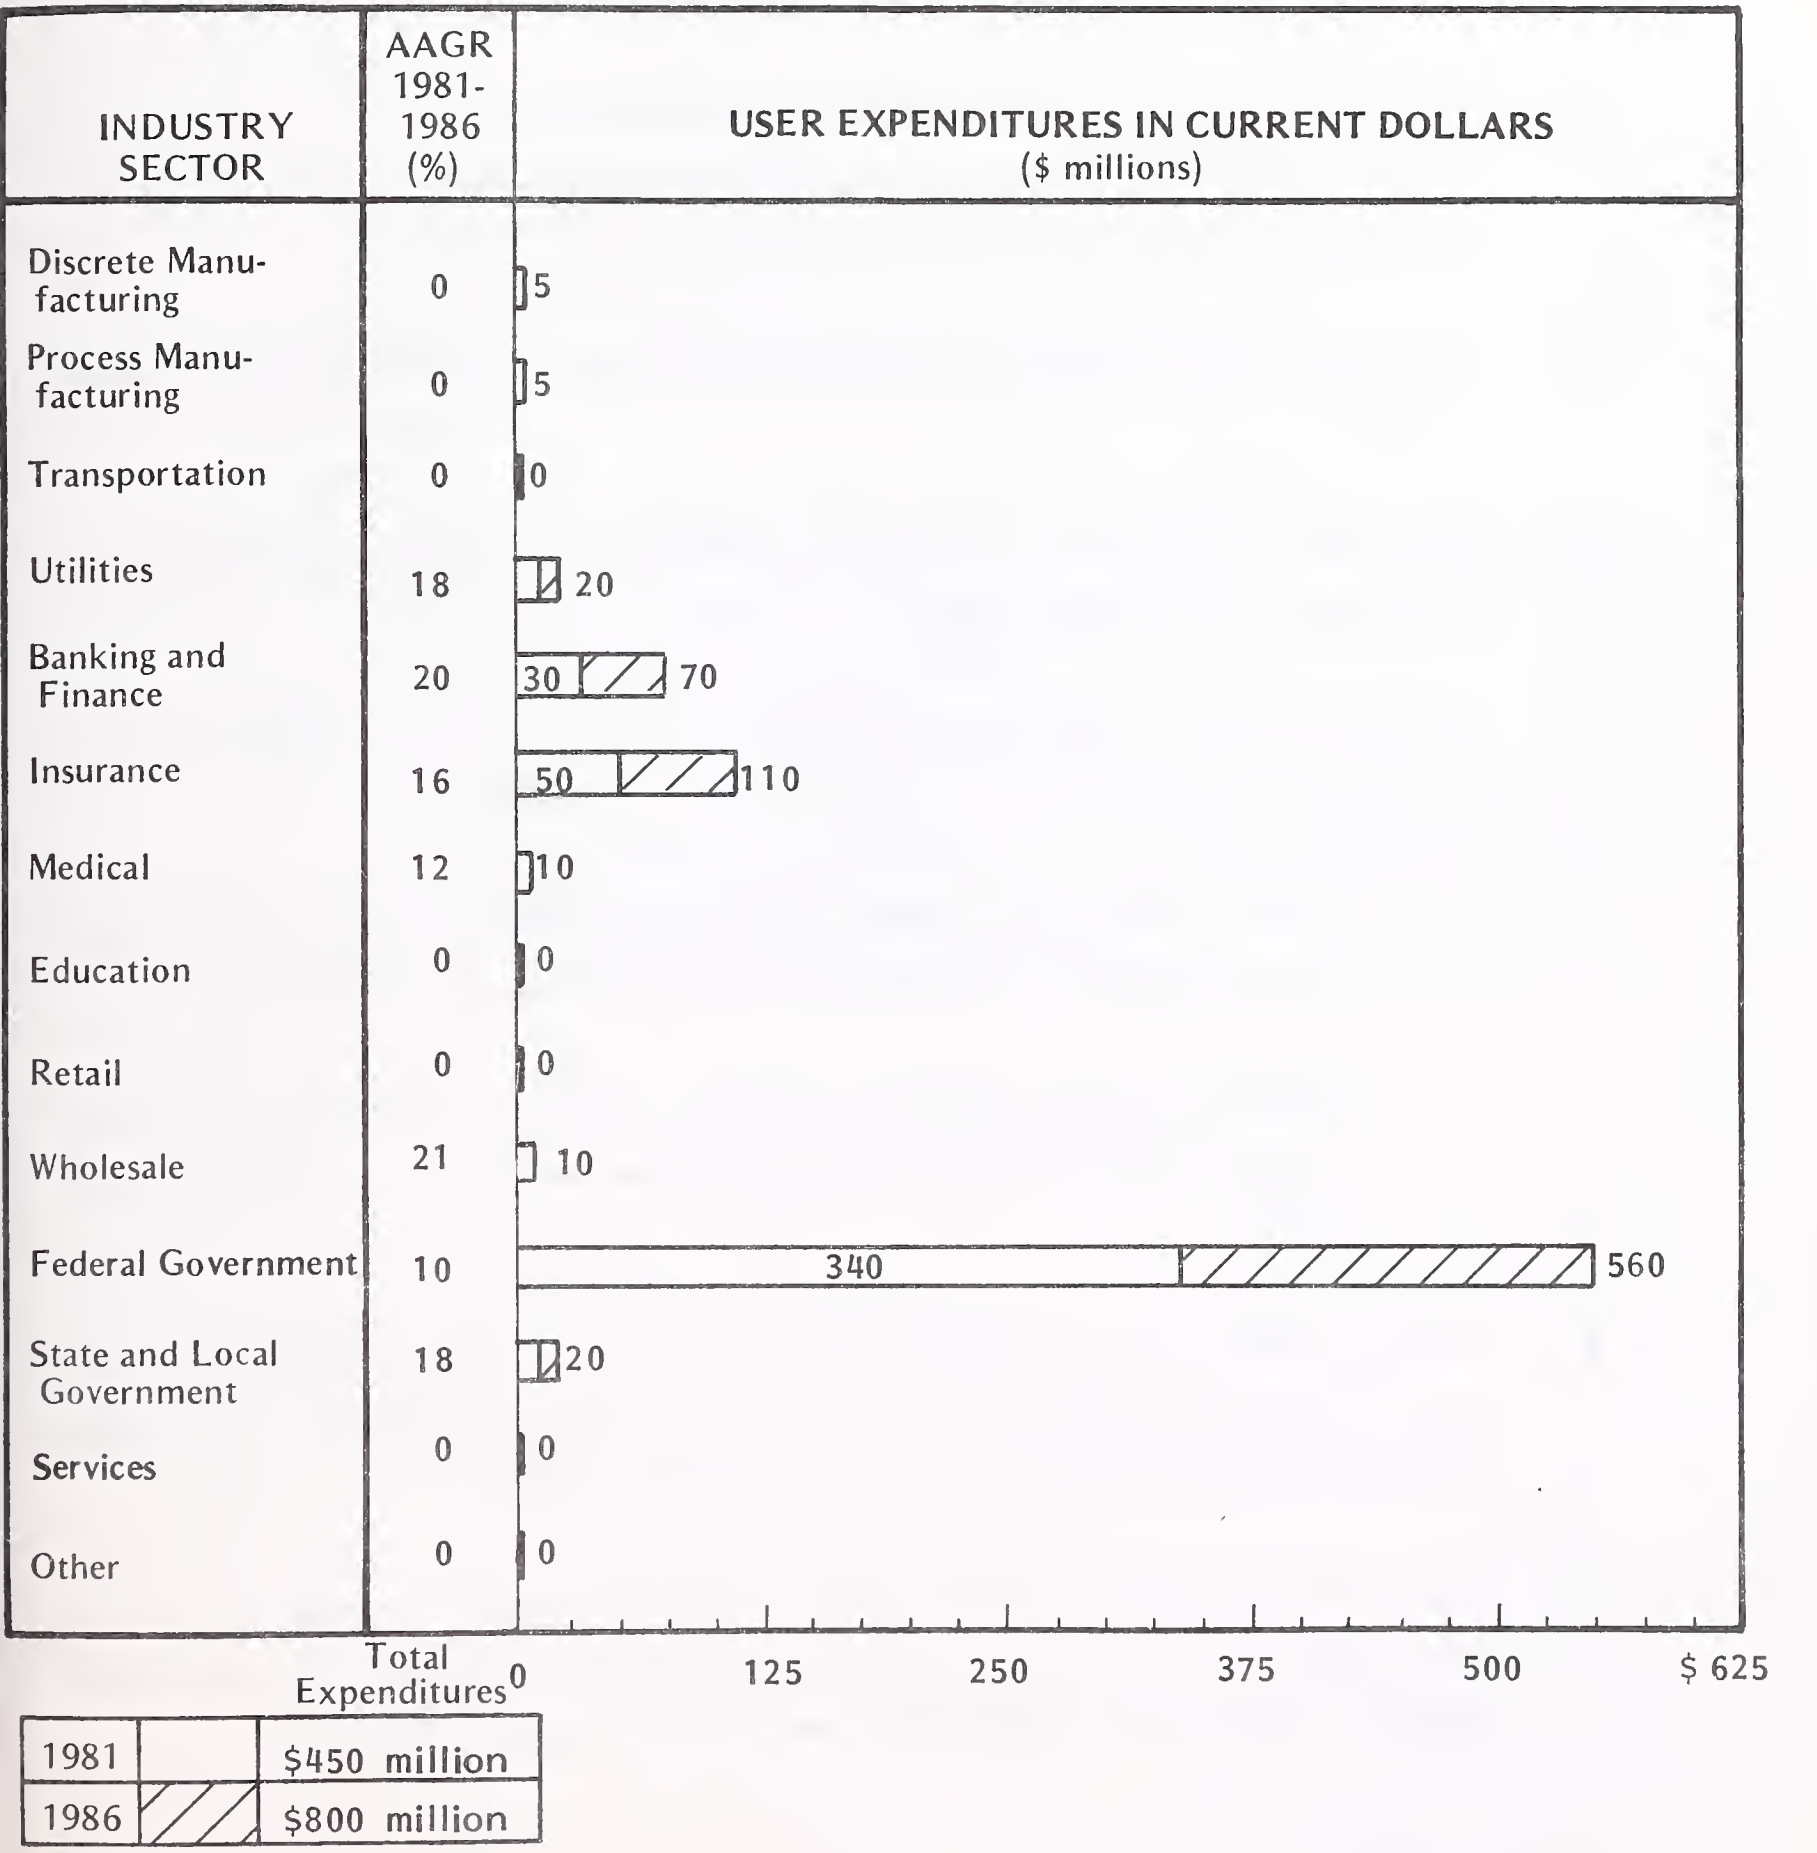 INDUSTRY
SECTOR
AAGR
1981-
1986
(%)
USER EXPENDITURES IN CURRENT DOLLARS
($ millions)
Discrete Manu-
facturing
0
5
Process Manu-
facturing
0
5
Transportation
0
0
Utilities
18
20
Banking and
Finance
20
30
70
Insurance
16
50
110
Medical
12
10
Education
0
0
Retail
0
0
Wholesale
21
10
Federal Government
10
340
560
State and Local
Government
18
20
Services
0
0
Other
0
0
0
125
250
375
500
$ 625
Total
Expenditures
1981
$450 million
1986
$800 million